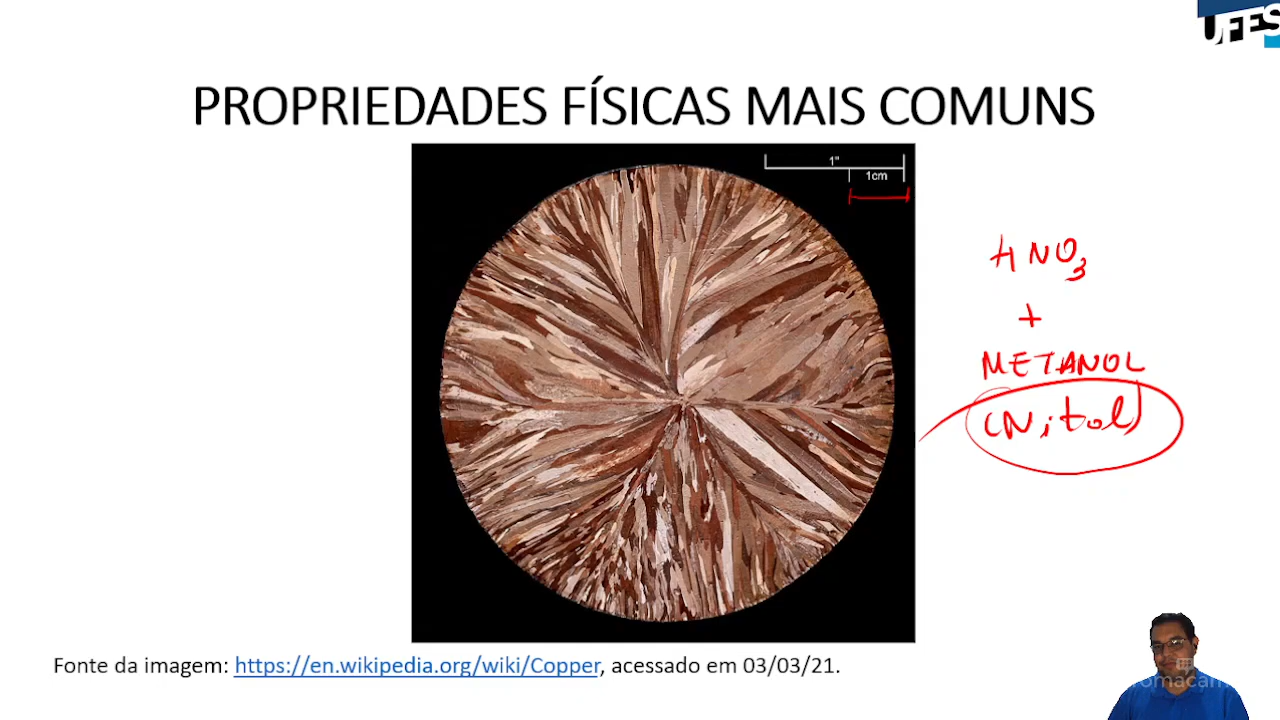 UFES
PROPRIEDADES FÍSICAS MAIS COMUNS
1"
1cm
HNO3
+
METANOL
(Nital)
Fonte da imagem: https://en.wikipedia.org/wiki/Copper, acessado em 03/03/21.